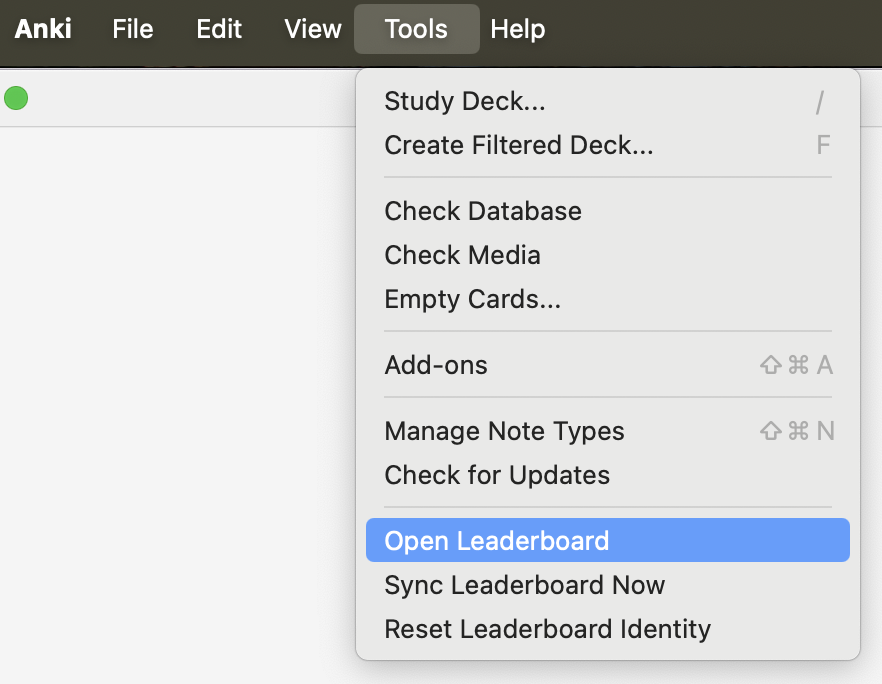 Anki File Edit View Tools Help
Study Deck... /
Create Filtered Deck... F
Check Database
Check Media
Empty Cards...
Add-ons ⇧⌘A
Manage Note Types ⇧⌘N
Check for Updates
Open Leaderboard
Sync Leaderboard Now
Reset Leaderboard Identity